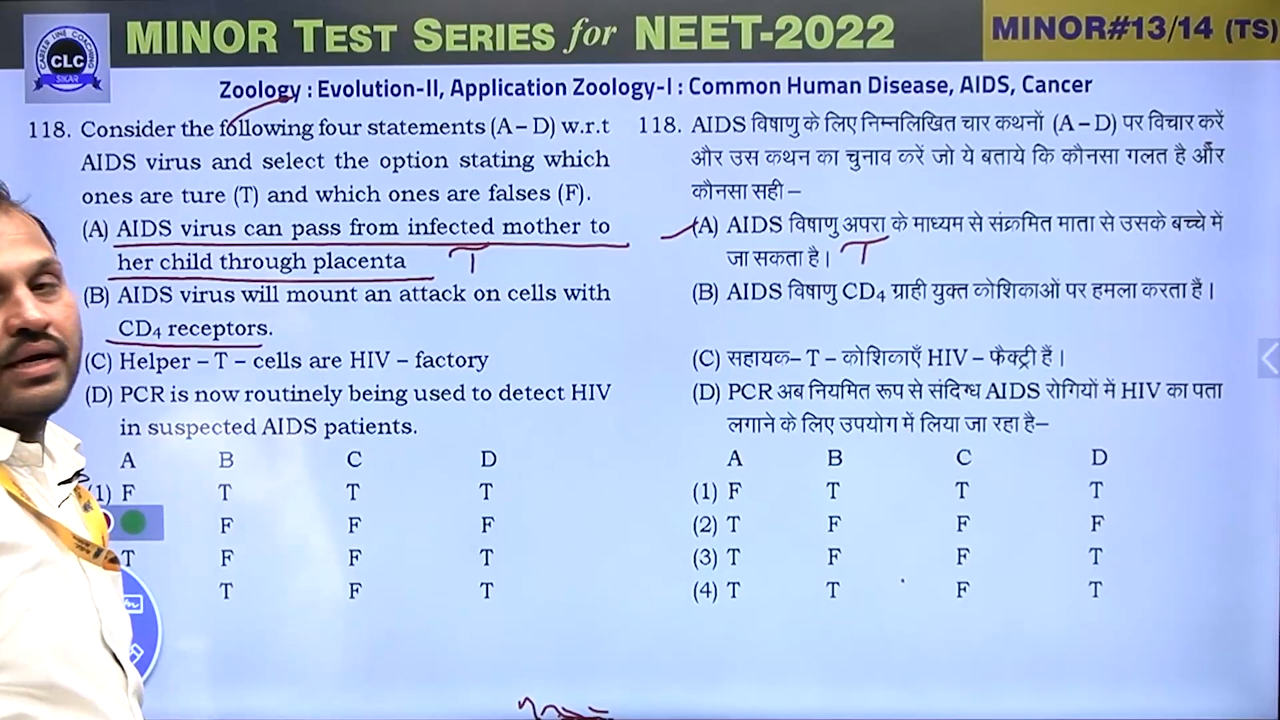 CAREER LINE COACHING
CLC
SIKAR
MINOR TEST SERIES for NEET-2022
MINOR#13/14 (TS)
Zoology : Evolution-II, Application Zoology-I : Common Human Disease, AIDS, Cancer
118. Consider the following four statements (A – D) w.r.t
AIDS virus and select the option stating which
ones are ture (T) and which ones are falses (F).
(A) AIDS virus can pass from infected mother to
her child through placenta T
(B) AIDS virus will mount an attack on cells with
CD4 receptors.
(C) Helper – T – cells are HIV – factory
(D) PCR is now routinely being used to detect HIV
in suspected AIDS patients.
A B C D
(1) F T T T
F F F
T F F T
T F T
118. AIDS विषाणु के लिए निम्नलिखित चार कथनों (A – D) पर विचार करें
और उस कथन का चुनाव करें जो ये बताये कि कौनसा गलत है और
कौनसा सही –
(A) AIDS विषाणु अपरा के माध्यम से संक्रमित माता से उसके बच्चे में
जा सकता है। T
(B) AIDS विषाणु CD4 ग्राही युक्त कोशिकाओं पर हमला करता हैं।
(C) सहायक– T – कोशिकाएँ HIV – फैक्ट्री हैं।
(D) PCR अब नियमित रूप से संदिग्ध AIDS रोगियों में HIV का पता
लगाने के लिए उपयोग में लिया जा रहा है–
A B C D
(1) F T T T
(2) T F F F
(3) T F F T
(4) T T F T